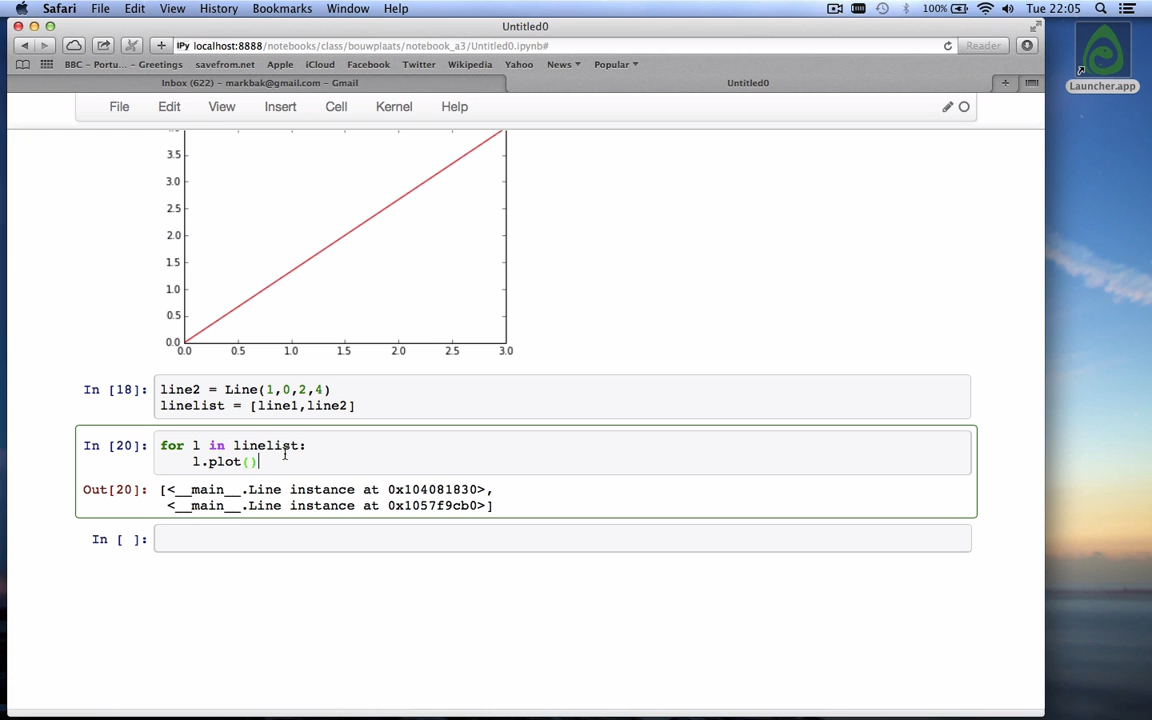 Safari File Edit View History Bookmarks Window Help 100% Tue 22:05
Untitled0
IPy localhost:8888/notebooks/class/bouwplaats/notebook_a3/Untitled0.ipynb# Reader
BBC – Portu... – Greetings savefrom.net Apple iCloud Facebook Twitter Wikipedia Yahoo News Popular
Inbox (622) – markbak@gmail.com – Gmail Untitled0
Launcher.app
File Edit View Insert Cell Kernel Help
3.5
3.0
2.5
2.0
1.5
1.0
0.5
0.0
0.0 0.5 1.0 1.5 2.0 2.5 3.0
In [18]: line2 = Line(1,0,2,4)
linelist = [line1,line2]
In [20]: for l in linelist:
l.plot()
Out[20]: [<__main__.Line instance at 0x104081830>,
<__main__.Line instance at 0x1057f9cb0>]
In [ ]: